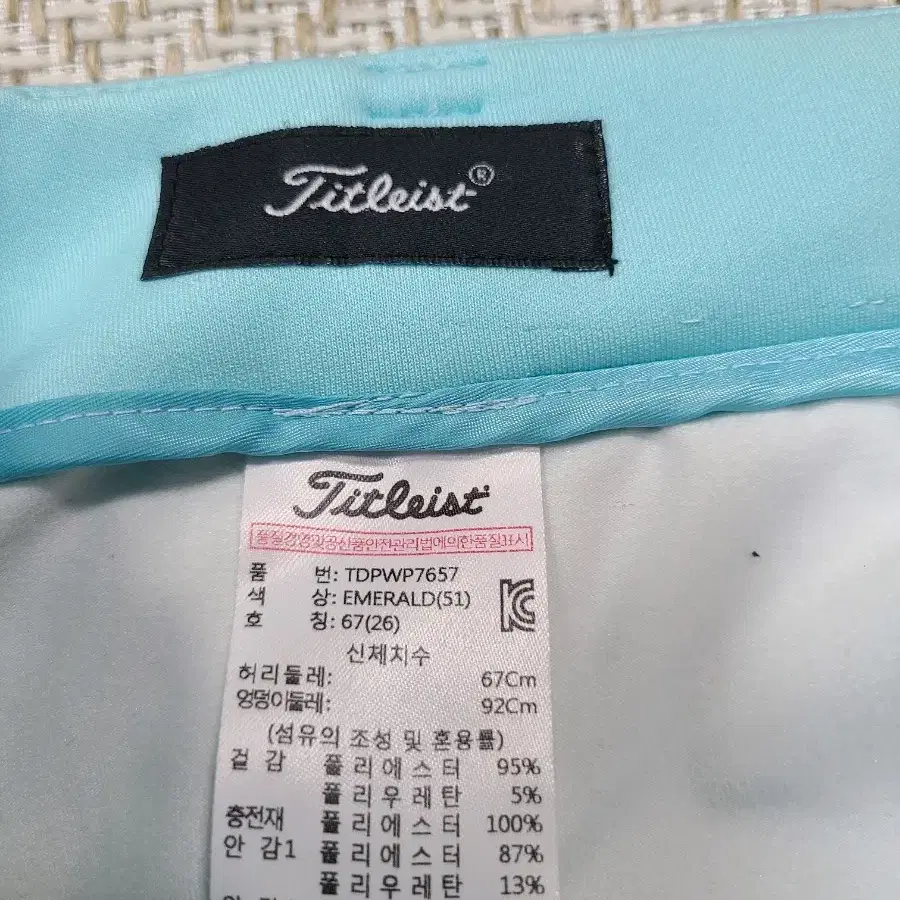 Titleist®
Titleist
품질경영및공산품안전관리법에의한품질표시
품 번: TDPWP7657
색 상: EMERALD(51)
호 칭: 67(26)
신체치수
허리둘레: 67Cm
엉덩이둘레: 92Cm
(섬유의 조성 및 혼용률)
겉 감 폴리에스터 95%
폴리우레탄 5%
충전재 폴리에스터 100%
안 감1 폴리에스터 87%
폴리우레탄 13%